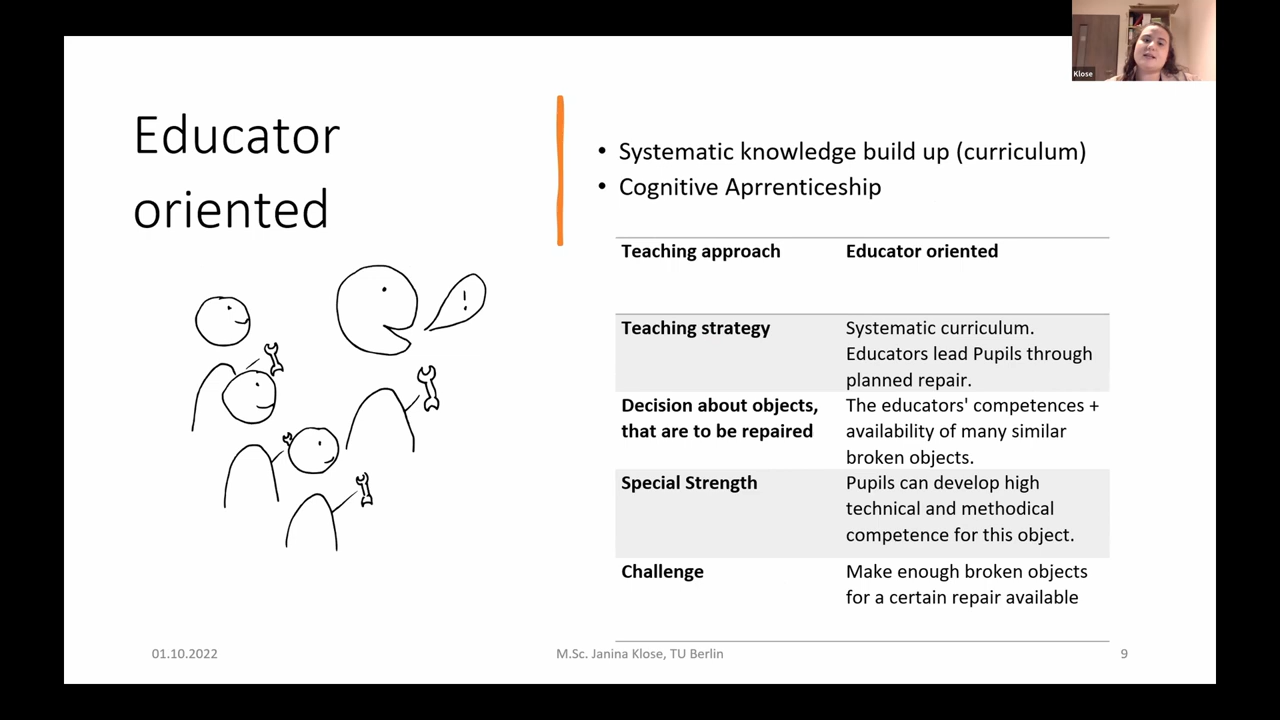 Klose
Educator
oriented
• Systematic knowledge build up (curriculum)
• Cognitive Aprrenticeship
!
Teaching approach Educator oriented
Teaching strategy Systematic curriculum.
Educators lead Pupils through
planned repair.
Decision about objects, The educators' competences +
that are to be repaired availability of many similar
broken objects.
Special Strength Pupils can develop high
technical and methodical
competence for this object.
Challenge Make enough broken objects
for a certain repair available
01.10.2022 M.Sc. Janina Klose, TU Berlin 9